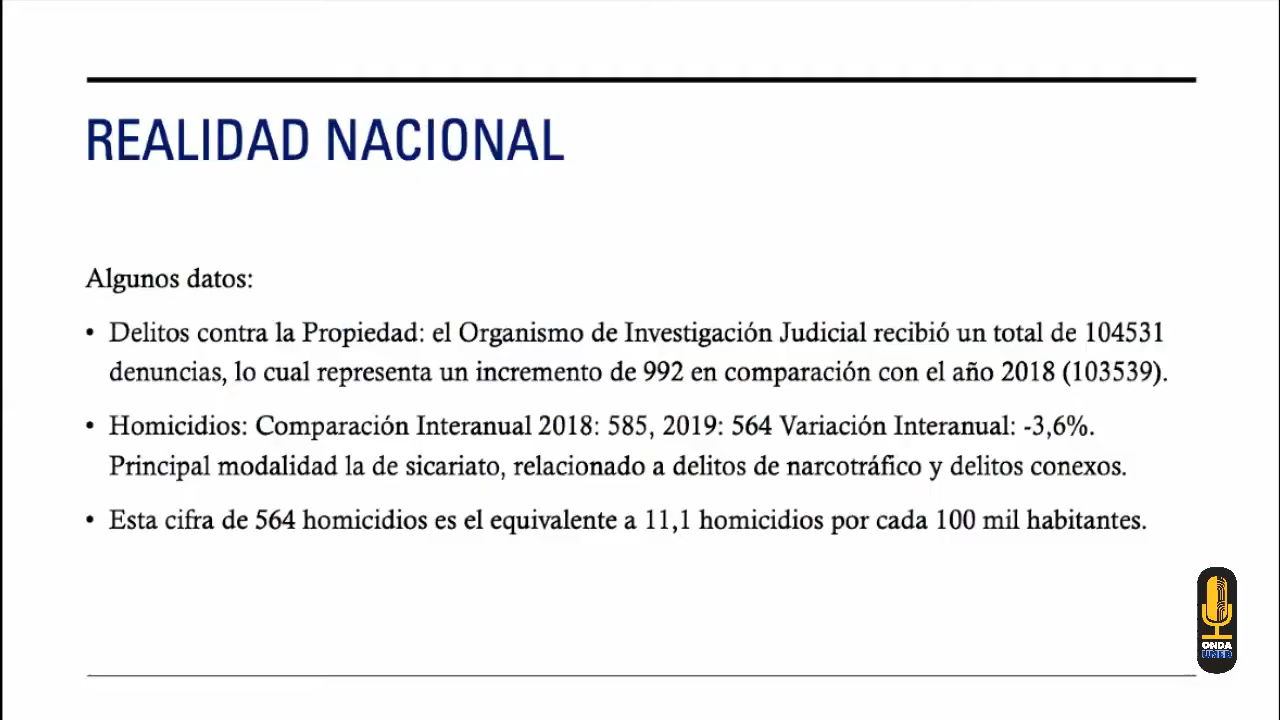 REALIDAD NACIONAL
Algunos datos:
• Delitos contra la Propiedad: el Organismo de Investigación Judicial recibió un total de 104531
denuncias, lo cual representa un incremento de 992 en comparación con el año 2018 (103539).
• Homicidios: Comparación Interanual 2018: 585, 2019: 564 Variación Interanual: -3,6%.
Principal modalidad la de sicariato, relacionado a delitos de narcotráfico y delitos conexos.
• Esta cifra de 564 homicidios es el equivalente a 11,1 homicidios por cada 100 mil habitantes.
ONDA
UNED